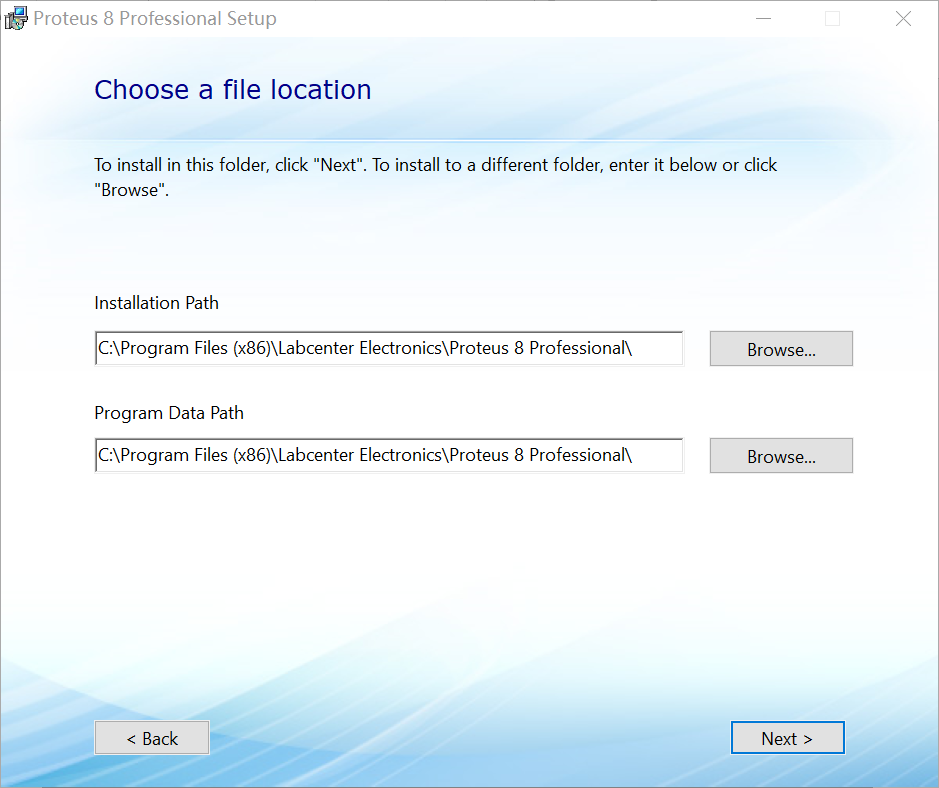 Proteus 8 Professional Setup
Choose a file location
To install in this folder, click "Next". To install to a different folder, enter it below or click
"Browse".
Installation Path
C:\Program Files (x86)\Labcenter Electronics\Proteus 8 Professional\
Browse...
Program Data Path
C:\Program Files (x86)\Labcenter Electronics\Proteus 8 Professional\
Browse...
< Back
Next >